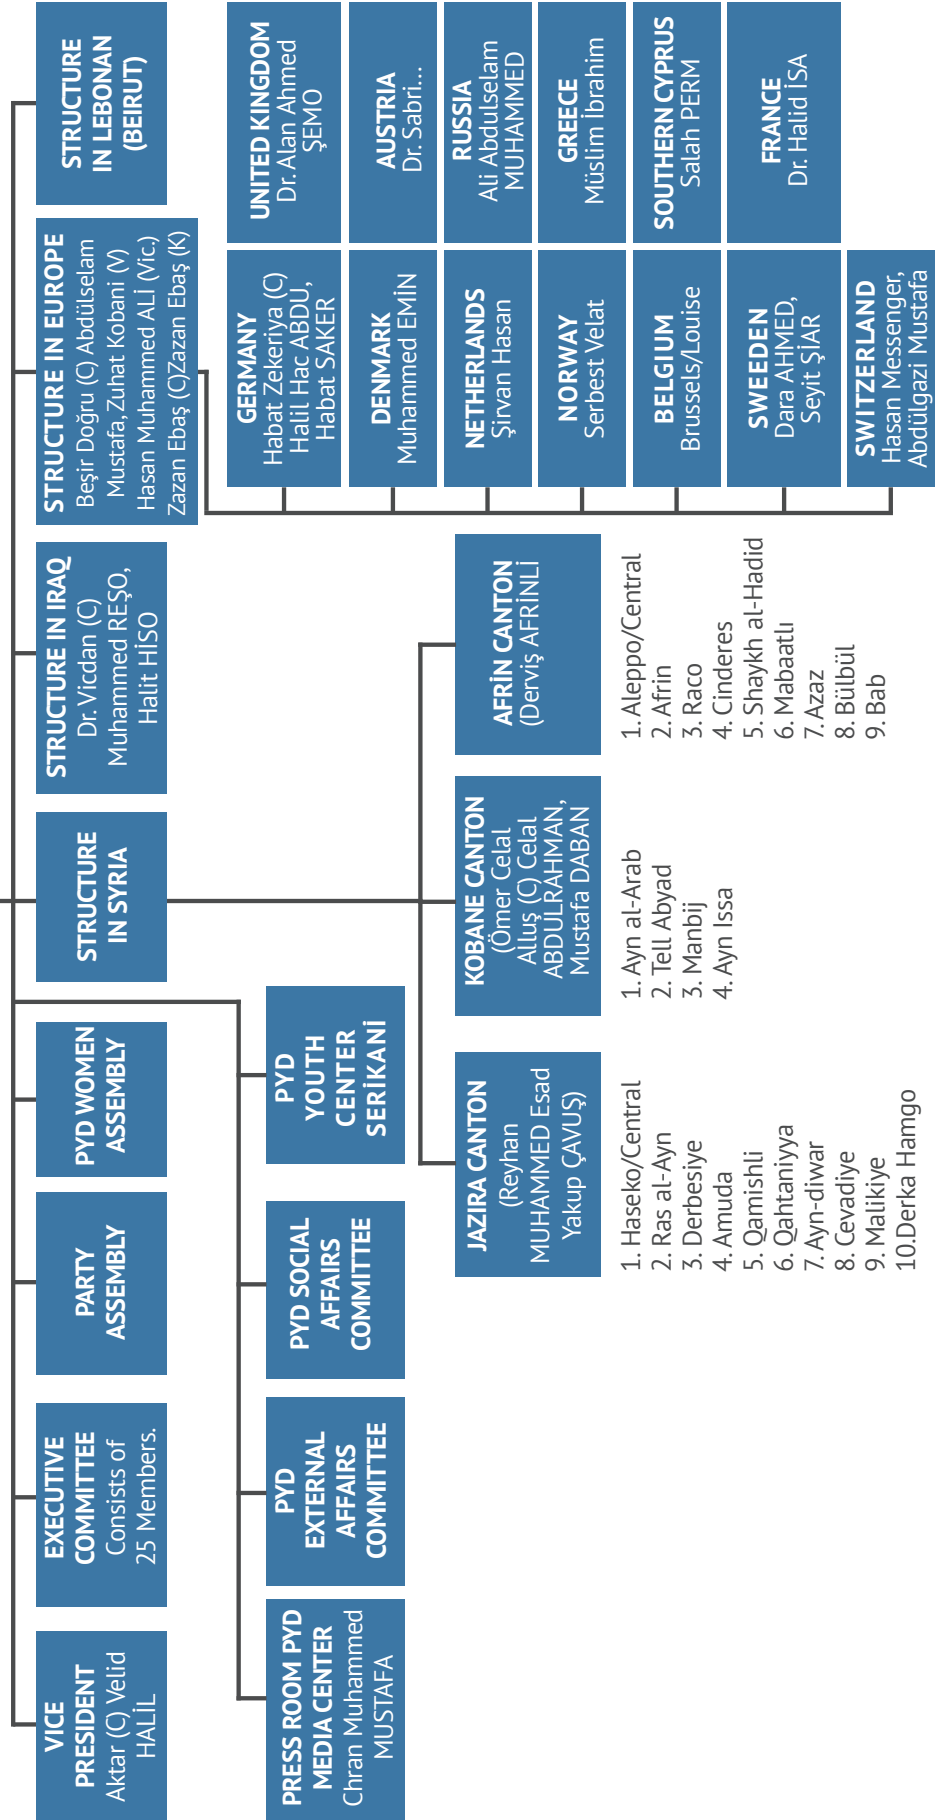 VICE
PRESIDENT
Aktar (C) Velid
HALİL
EXECUTIVE
COMMITTEE
Consists of
25 Members.
PARTY
ASSEMBLY
PYD WOMEN
ASSEMBLY
STRUCTURE
IN SYRIA
STRUCTURE IN IRAQ
Dr. Vicdan (C)
Muhammed REŞO,
Halit HİSO
STRUCTURE IN EUROPE
Beşir Doğru (C) Abdülselam
Mustafa, Zuhat Kobani (V)
Hasan Muhammed ALİ (Vic.)
Zazan Ebaş (C)Zazan Ebaş (K)
STRUCTURE
IN LEBONAN
(BEIRUT)
PRESS ROOM PYD
MEDIA CENTER
Chran Muhammed
MUSTAFA
PYD
EXTERNAL
AFFAIRS
COMMITTEE
PYD SOCIAL
AFFAIRS
COMMITTEE
PYD
YOUTH
CENTER
SERİKANİ
JAZIRA CANTON
(Reyhan
MUHAMMED Esad
Yakup ÇAVUŞ)
1. Haseko/Central
2. Ras al-Ayn
3. Derbesiye
4. Amuda
5. Qamishli
6. Qahtaniyya
7. Ayn-diwar
8. Cevadiye
9. Malikiye
10.Derka Hamgo
KOBANE CANTON
(Ömer Celal
Alluş (C) Celal
ABDULRAHMAN,
Mustafa DABAN
1. Ayn al-Arab
2. Tell Abyad
3. Manbij
4. Ayn Issa
AFRİN CANTON
(Derviş AFRİNLİ
1. Aleppo/Central
2. Afrin
3. Raco
4. Cinderes
5. Shaykh al-Hadid
6. Mabaatlı
7. Azaz
8. Bülbül
9. Bab
GERMANY
Habat Zekeriya (C)
Halil Hac ABDU,
Habat SAKER
DENMARK
Muhammed EMİN
NETHERLANDS
Şirvan Hasan
NORWAY
Serbest Velat
BELGIUM
Brussels/Louise
SWEEDEN
Dara AHMED,
Seyit ŞİAR
SWITZERLAND
Hasan Messenger,
Abdülgazi Mustafa
UNITED KINGDOM
Dr. Alan Ahmed
ŞEMO
AUSTRIA
Dr. Sabri...
RUSSIA
Ali Abdulselam
MUHAMMED
GREECE
Müslim İbrahim
SOUTHERN CYPRUS
Salah PERM
FRANCE
Dr. Halid İSA